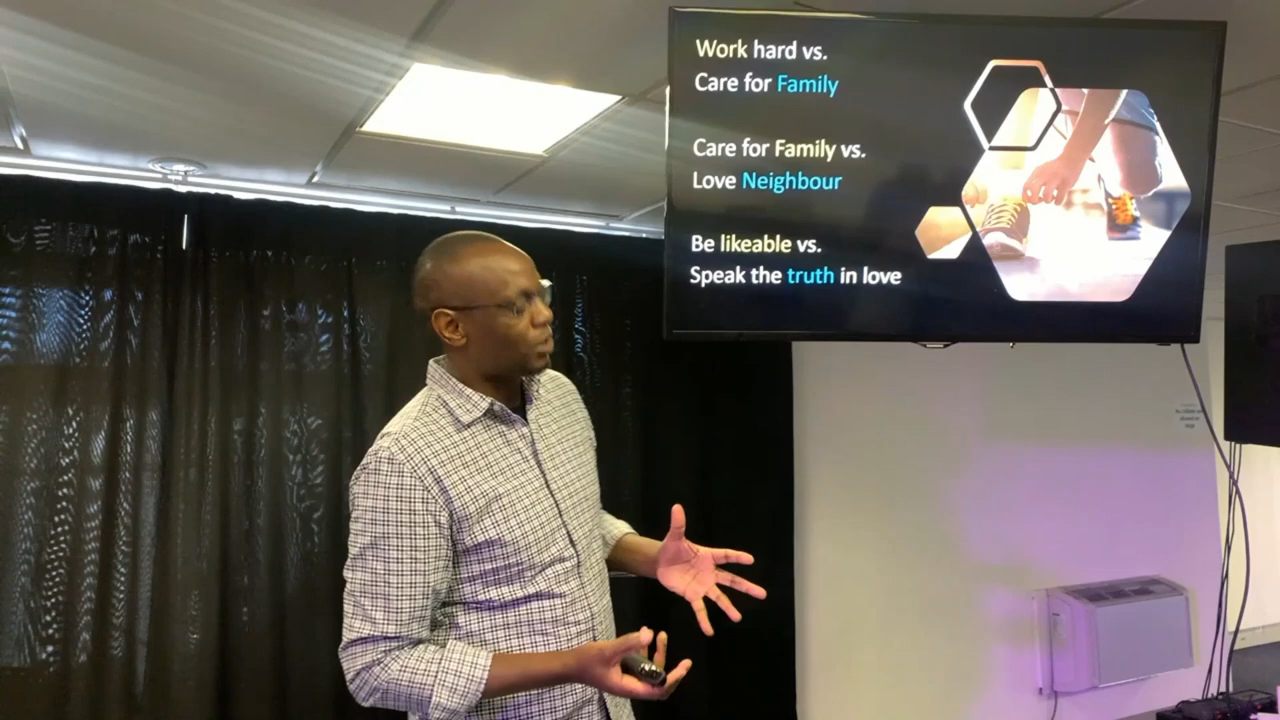 Work hard vs.
Care for Family
Care for Family vs.
Love Neighbour
Be likeable vs.
Speak the truth in love